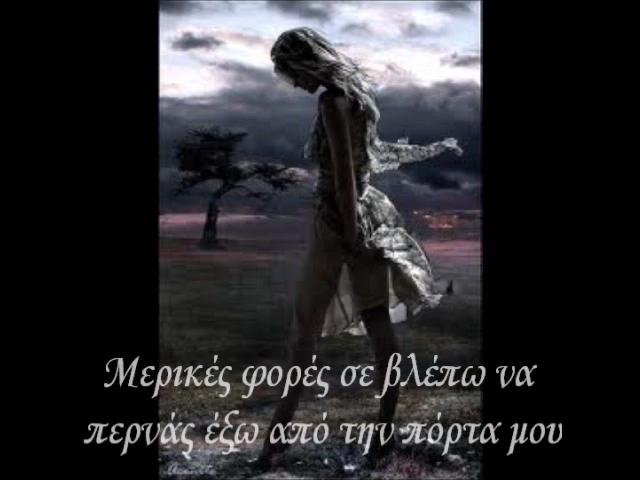 Μερικές φορές σε βλέπω να
περνάς έξω από την πόρτα μου